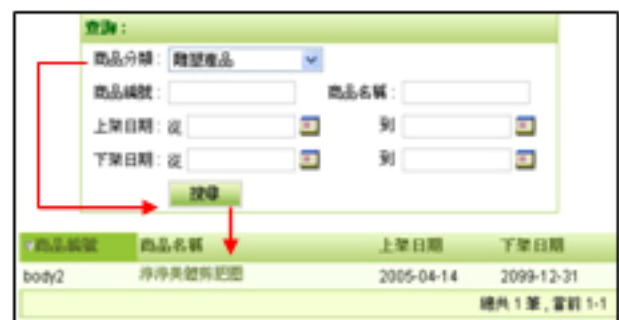 查詢：
商品分類：雕塑產品
商品編號： 商品名稱：
上架日期：從 到
下架日期：從 到
搜尋
商品編號 商品名稱 上架日期 下架日期
body2 2005-04-14 2099-12-31
總共 1 筆, 當前 1-1